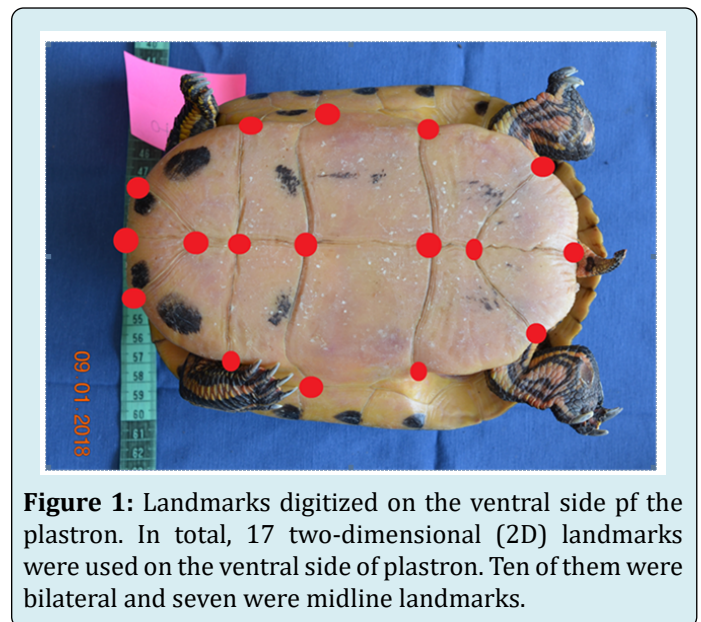 46
47
55
56
57
58
59
60
61
62
09 01 2018
Figure 1: Landmarks digitized on the ventral side pf the
plastron. In total, 17 two-dimensional (2D) landmarks
were used on the ventral side of plastron. Ten of them were
bilateral and seven were midline landmarks.